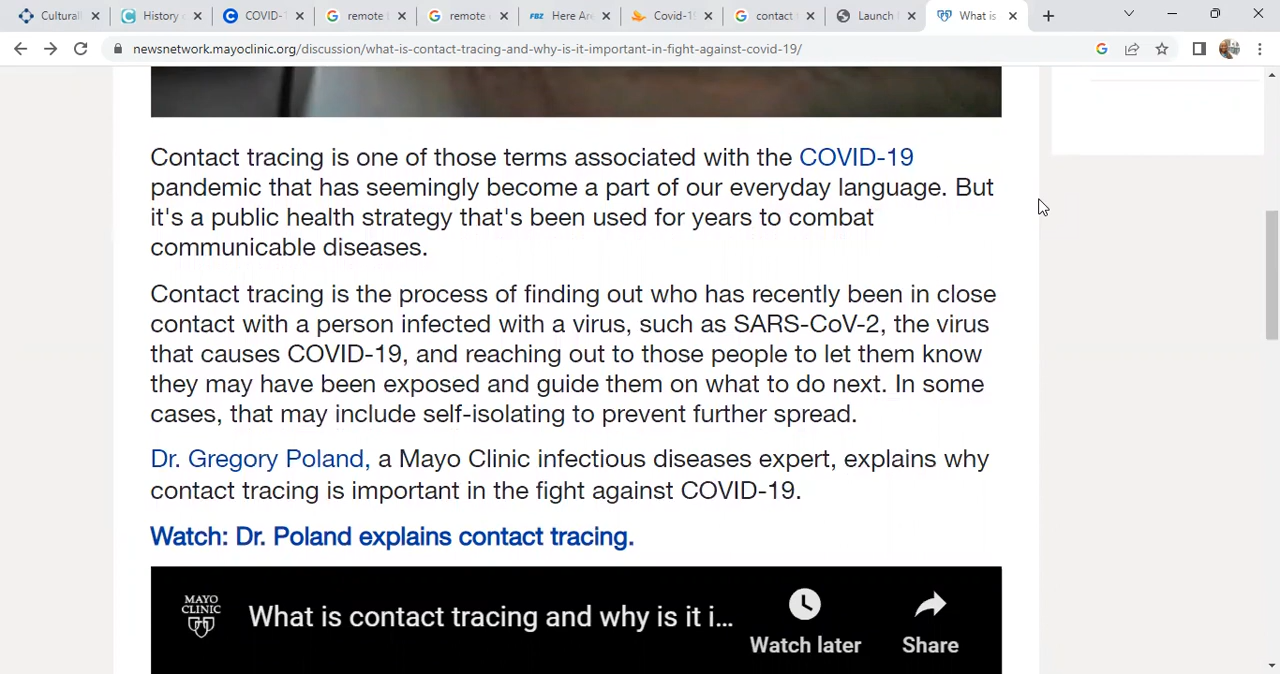 Cultural
History
COVID-
remote
remote
Here Are
Covid-1
contact
Launch
What is
newsnetwork.mayoclinic.org/discussion/what-is-contact-tracing-and-why-is-it-important-in-fight-against-covid-19/
Contact tracing is one of those terms associated with the COVID-19
pandemic that has seemingly become a part of our everyday language. But
it's a public health strategy that's been used for years to combat
communicable diseases.
Contact tracing is the process of finding out who has recently been in close
contact with a person infected with a virus, such as SARS-CoV-2, the virus
that causes COVID-19, and reaching out to those people to let them know
they may have been exposed and guide them on what to do next. In some
cases, that may include self-isolating to prevent further spread.
Dr. Gregory Poland, a Mayo Clinic infectious diseases expert, explains why
contact tracing is important in the fight against COVID-19.
Watch: Dr. Poland explains contact tracing.
MAYO
CLINIC
What is contact tracing and why is it i...
Watch later
Share